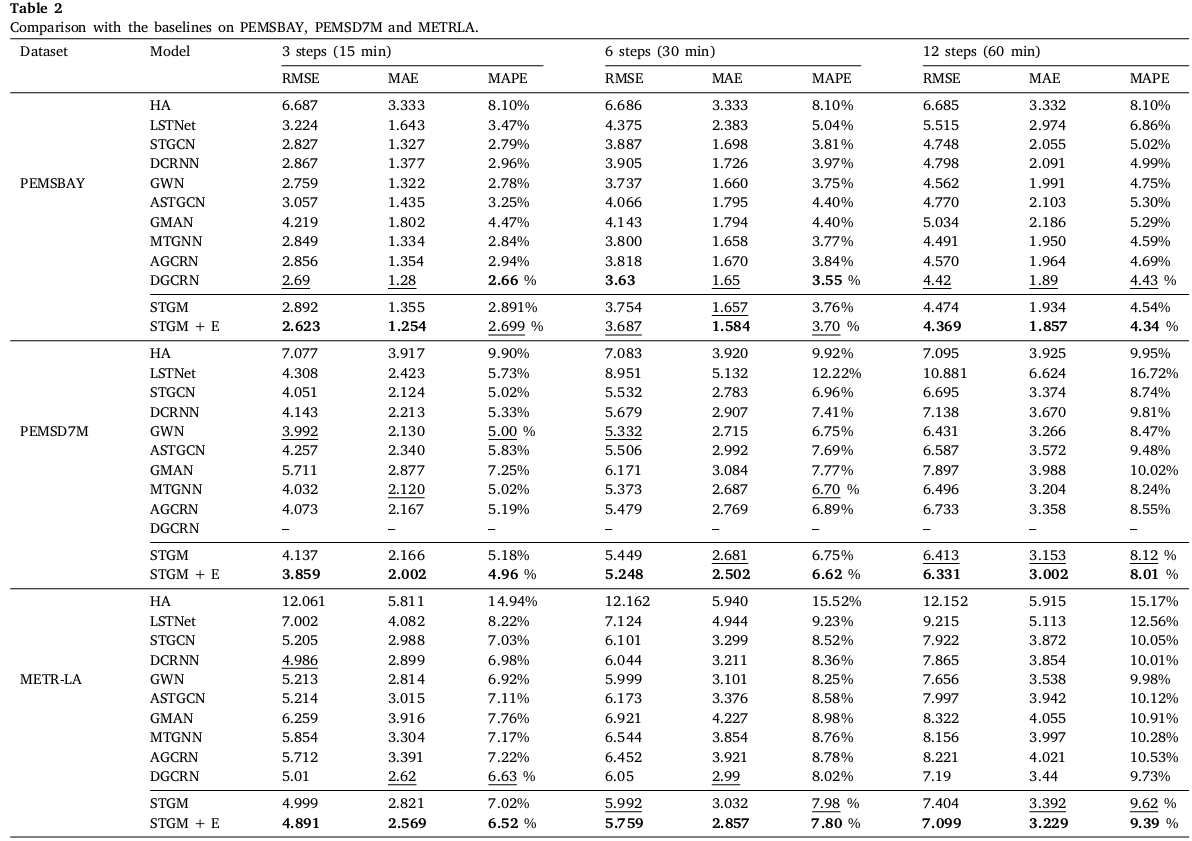 Table 2
Comparison with the baselines on PEMSBAY, PEMSD7M and METRLA.
Dataset Model 3 steps (15 min) 6 steps (30 min) 12 steps (60 min)
RMSE MAE MAPE RMSE MAE MAPE RMSE MAE MAPE
HA 6.687 3.333 8.10% 6.686 3.333 8.10% 6.685 3.332 8.10%
LSTNet 3.224 1.643 3.47% 4.375 2.383 5.04% 5.515 2.974 6.86%
STGCN 2.827 1.327 2.79% 3.887 1.698 3.81% 4.748 2.055 5.02%
DCRNN 2.867 1.377 2.96% 3.905 1.726 3.97% 4.798 2.091 4.99%
PEMSBAY GWN 2.759 1.322 2.78% 3.737 1.660 3.75% 4.562 1.991 4.75%
ASTGCN 3.057 1.435 3.25% 4.066 1.795 4.40% 4.770 2.103 5.30%
GMAN 4.219 1.802 4.47% 4.143 1.794 4.40% 5.034 2.186 5.29%
MTGNN 2.849 1.334 2.84% 3.800 1.658 3.77% 4.491 1.950 4.59%
AGCRN 2.856 1.354 2.94% 3.818 1.670 3.84% 4.570 1.964 4.69%
DGCRN 2.69 1.28 2.66 % 3.63 1.65 3.55 % 4.42 1.89 4.43 %
STGM 2.892 1.355 2.891% 3.754 1.657 3.76% 4.474 1.934 4.54%
STGM + E 2.623 1.254 2.699 % 3.687 1.584 3.70 % 4.369 1.857 4.34 %
HA 7.077 3.917 9.90% 7.083 3.920 9.92% 7.095 3.925 9.95%
LSTNet 4.308 2.423 5.73% 8.951 5.132 12.22% 10.881 6.624 16.72%
STGCN 4.051 2.124 5.02% 5.532 2.783 6.96% 6.695 3.374 8.74%
DCRNN 4.143 2.213 5.33% 5.679 2.907 7.41% 7.138 3.670 9.81%
PEMSD7M GWN 3.992 2.130 5.00 % 5.332 2.715 6.75% 6.431 3.266 8.47%
ASTGCN 4.257 2.340 5.83% 5.506 2.992 7.69% 6.587 3.572 9.48%
GMAN 5.711 2.877 7.25% 6.171 3.084 7.77% 7.897 3.988 10.02%
MTGNN 4.032 2.120 5.02% 5.373 2.687 6.70 % 6.496 3.204 8.24%
AGCRN 4.073 2.167 5.19% 5.479 2.769 6.89% 6.733 3.358 8.55%
DGCRN – – – – – – – – –
STGM 4.137 2.166 5.18% 5.449 2.681 6.75% 6.413 3.153 8.12 %
STGM + E 3.859 2.002 4.96 % 5.248 2.502 6.62 % 6.331 3.002 8.01 %
HA 12.061 5.811 14.94% 12.162 5.940 15.52% 12.152 5.915 15.17%
LSTNet 7.002 4.082 8.22% 7.124 4.944 9.23% 9.215 5.113 12.56%
STGCN 5.205 2.988 7.03% 6.101 3.299 8.52% 7.922 3.872 10.05%
DCRNN 4.986 2.899 6.98% 6.044 3.211 8.36% 7.865 3.854 10.01%
METR-LA GWN 5.213 2.814 6.92% 5.999 3.101 8.25% 7.656 3.538 9.98%
ASTGCN 5.214 3.015 7.11% 6.173 3.376 8.58% 7.997 3.942 10.12%
GMAN 6.259 3.916 7.76% 6.921 4.227 8.98% 8.322 4.055 10.91%
MTGNN 5.854 3.304 7.17% 6.544 3.854 8.76% 8.156 3.997 10.28%
AGCRN 5.712 3.391 7.22% 6.452 3.921 8.78% 8.221 4.021 10.53%
DGCRN 5.01 2.62 6.63 % 6.05 2.99 8.02% 7.19 3.44 9.73%
STGM 4.999 2.821 7.02% 5.992 3.032 7.98 % 7.404 3.392 9.62 %
STGM + E 4.891 2.569 6.52 % 5.759 2.857 7.80 % 7.099 3.229 9.39 %